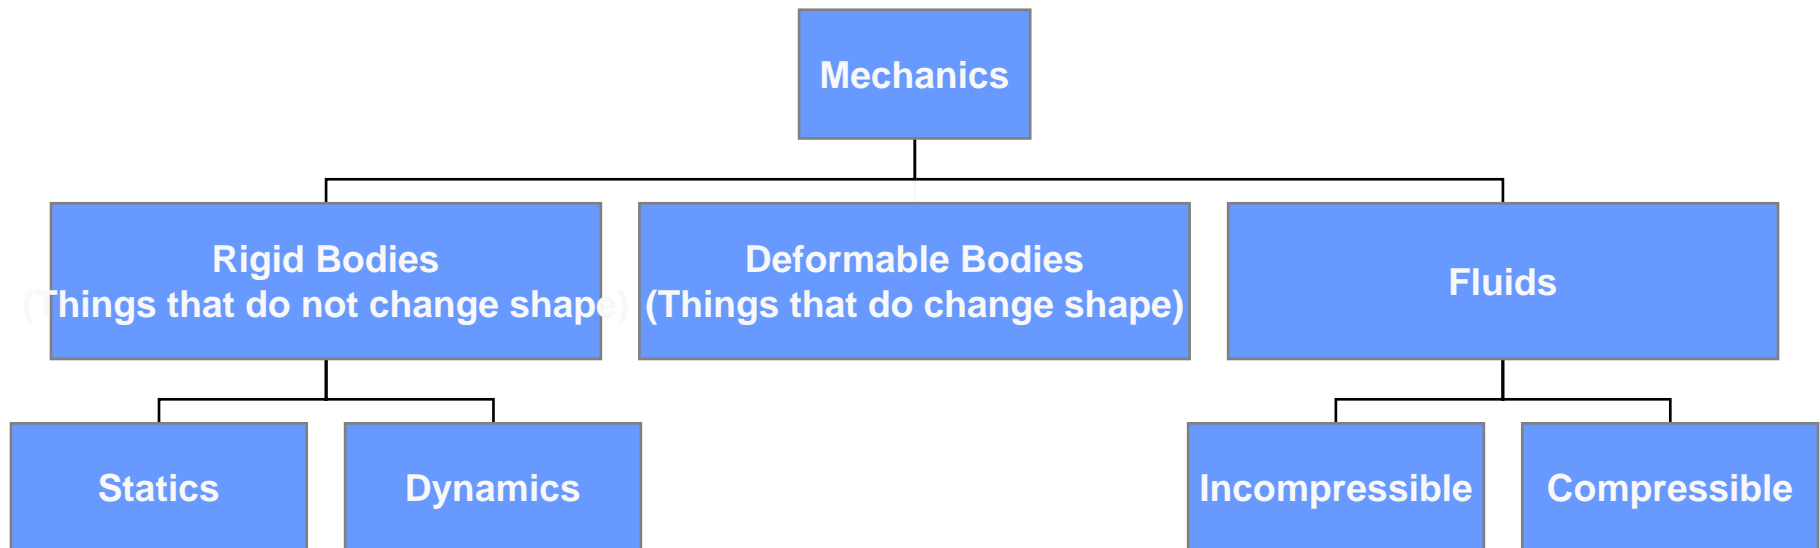 Mechanics
Rigid Bodies
(Things that do not change shape)
Deformable Bodies
(Things that do change shape)
Fluids
Statics
Dynamics
Incompressible
Compressible